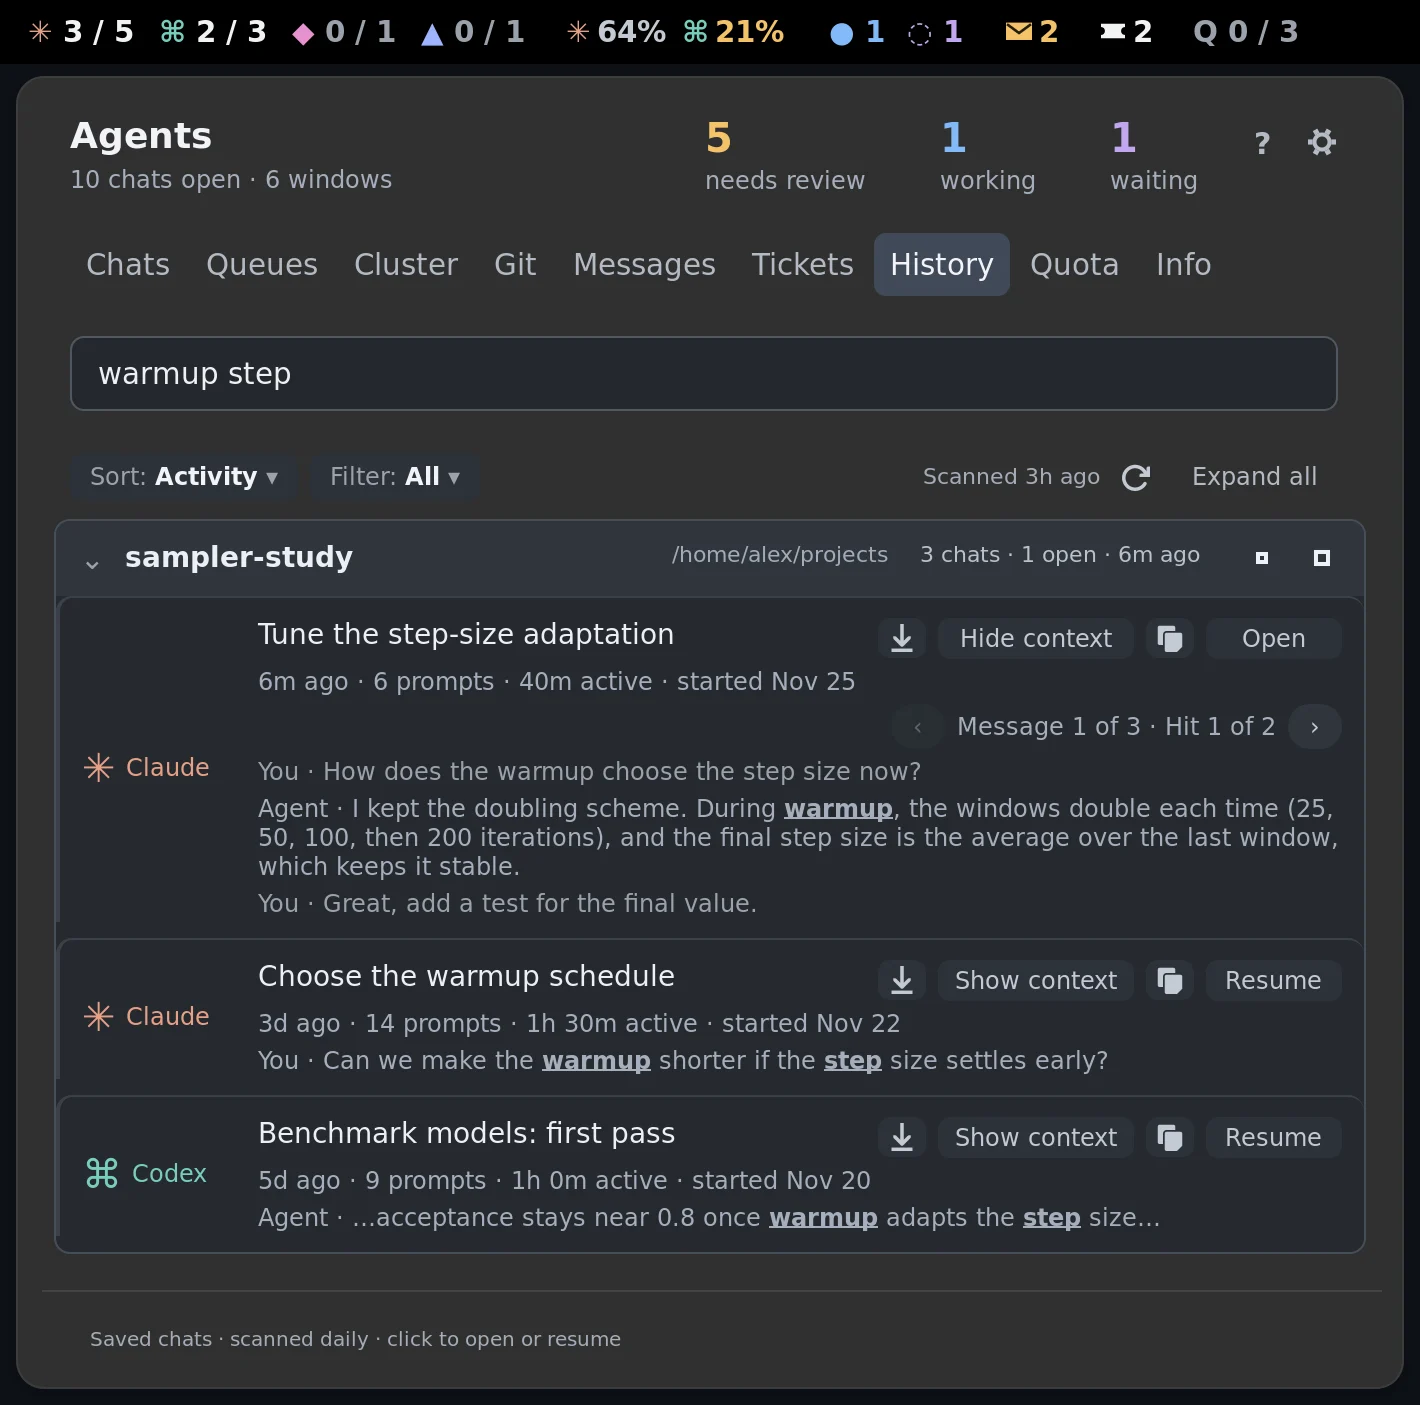 ✳ 3 / 5 ⌘ 2 / 3 ◆ 0 / 1 ▲ 0 / 1 ✳ 64% ⌘ 21% ● 1 ◌ 1 2 2 Q 0 / 3
Agents 5 1 1 ?
10 chats open · 6 windows needs review working waiting
Chats Queues Cluster Git Messages Tickets History Quota Info
warmup step
Sort: Activity ▾ Filter: All ▾ Scanned 3h ago Expand all
sampler-study /home/alex/projects 3 chats · 1 open · 6m ago
Tune the step-size adaptation Hide context Open
6m ago · 6 prompts · 40m active · started Nov 25
‹ Message 1 of 3 · Hit 1 of 2 ›
✳ Claude
You · How does the warmup choose the step size now?
Agent · I kept the doubling scheme. During warmup, the windows double each time (25,
50, 100, then 200 iterations), and the final step size is the average over the last window,
which keeps it stable.
You · Great, add a test for the final value.
Choose the warmup schedule Show context Resume
✳ Claude
3d ago · 14 prompts · 1h 30m active · started Nov 22
You · Can we make the warmup shorter if the step size settles early?
Benchmark models: first pass Show context Resume
⌘ Codex
5d ago · 9 prompts · 1h 0m active · started Nov 20
Agent · …acceptance stays near 0.8 once warmup adapts the step size…
Saved chats · scanned daily · click to open or resume